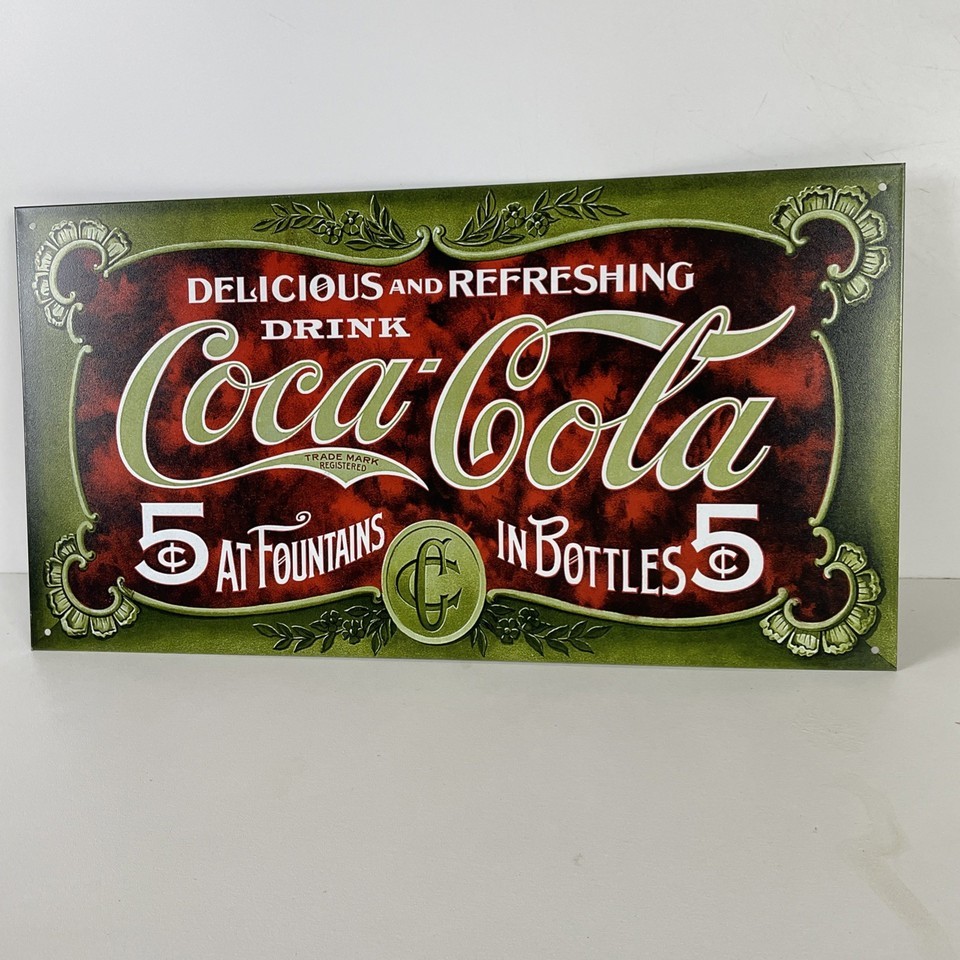 DELICIOUS AND REFRESHING
DRINK
Coca-Cola
TRADE MARK
REGISTERED
5¢ AT FOUNTAINS IN BOTTLES 5¢
CC